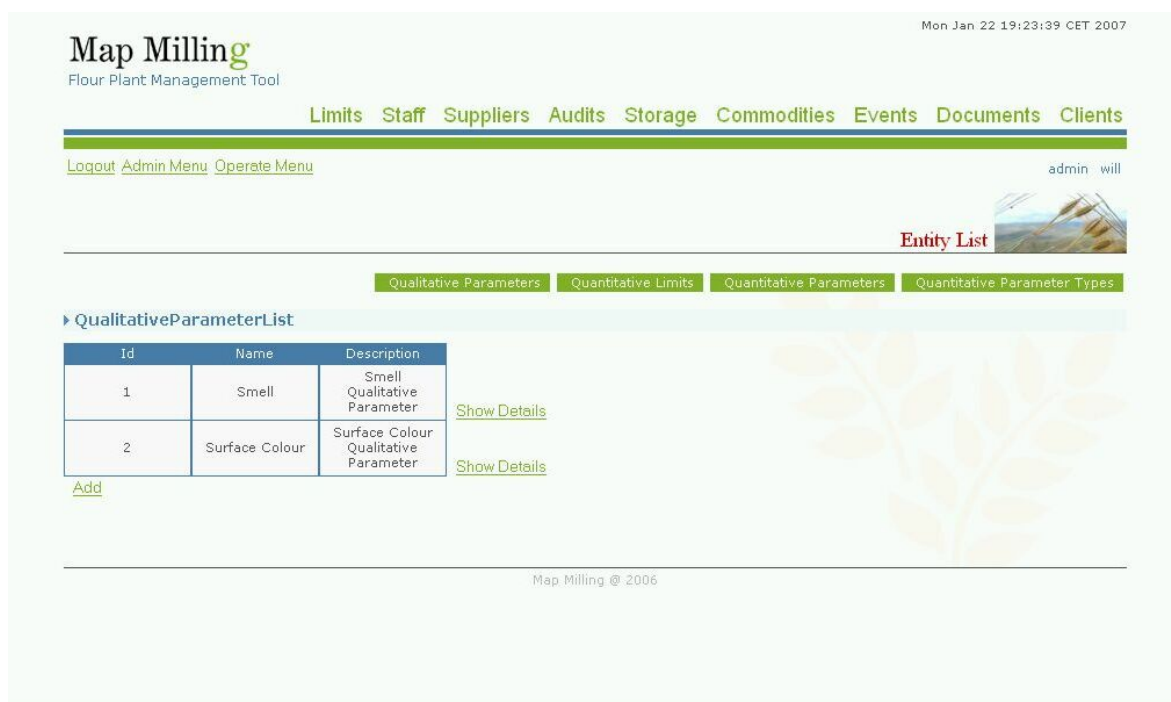 Mon Jan 22 19:23:39 CET 2007
Map Milling
Flour Plant Management Tool
Limits Staff Suppliers Audits Storage Commodities Events Documents Clients
Logout Admin Menu Operate Menu
admin will
Entity List
Qualitative Parameters Quantitative Limits Quantitative Parameters Quantitative Parameter Types
QualitativeParameterList
Id Name Description
1 Smell Smell
Qualitative
Parameter
Show Details
2 Surface Colour Surface Colour
Qualitative
Parameter
Show Details
Add
Map Milling @ 2006